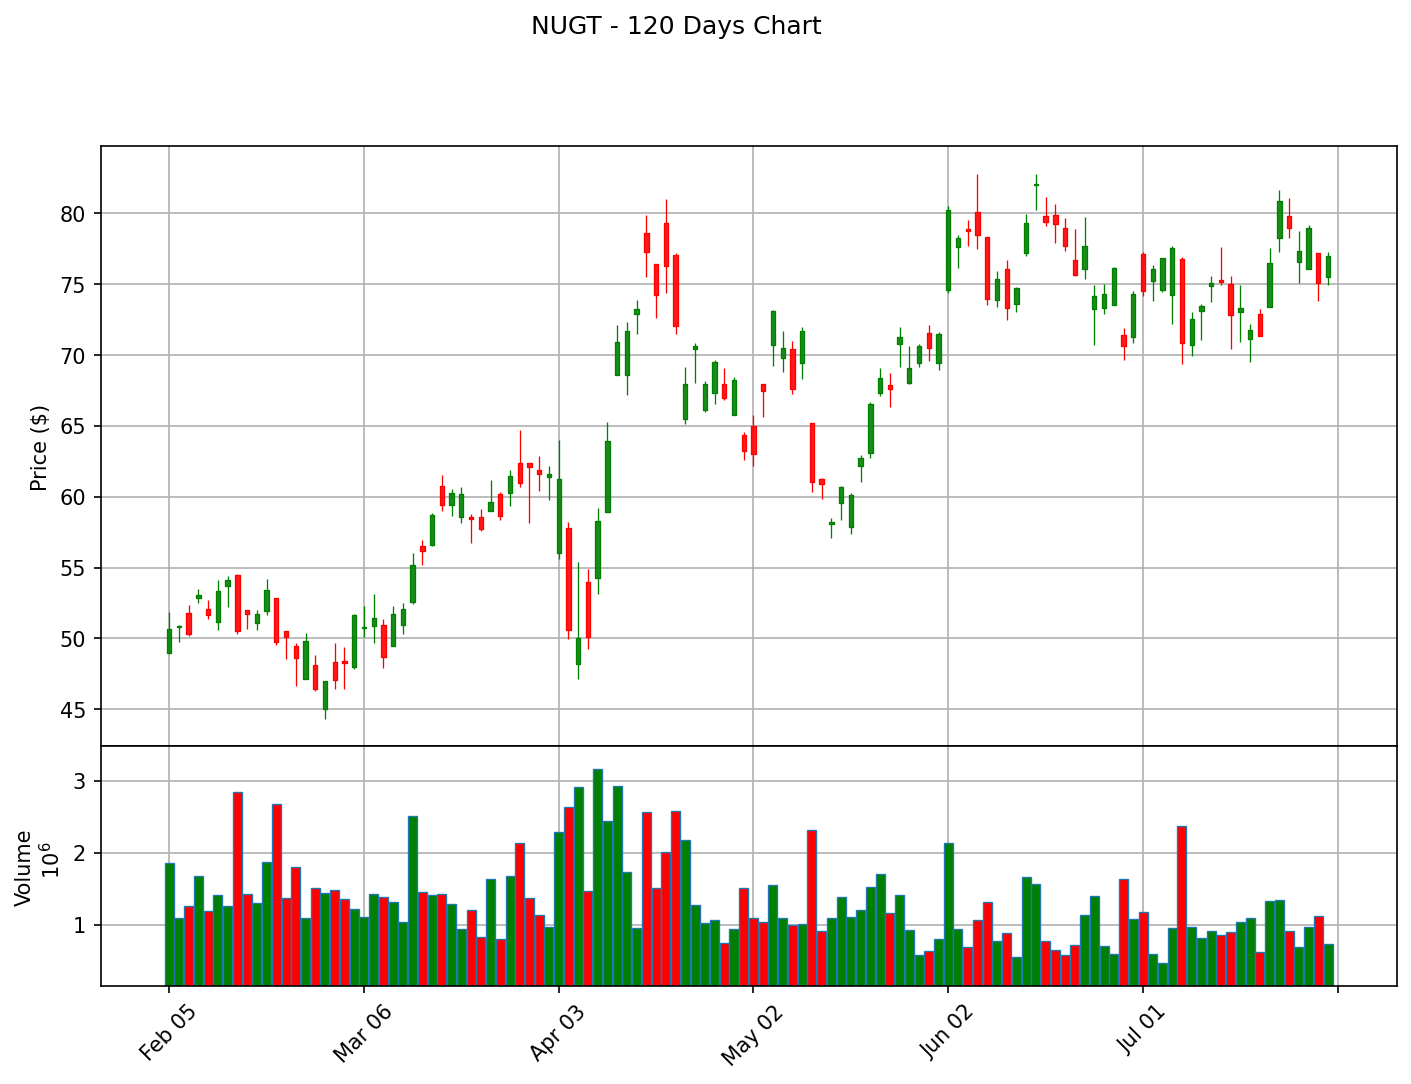 NUGT - 120 Days Chart
80
75
70
65
60
55
50
45
Price ($)
3
2
1
Volume
10^6
Feb 05
Mar 06
Apr 03
May 02
Jun 02
Jul 01